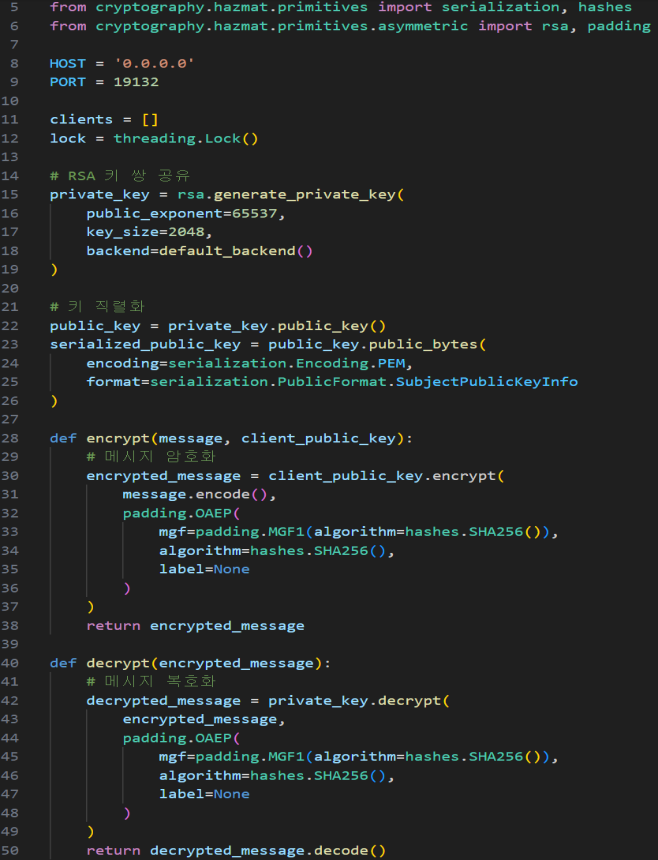 5 from cryptography.hazmat.primitives import serialization, hashes
6 from cryptography.hazmat.primitives.asymmetric import rsa, padding
7
8 HOST = '0.0.0.0'
9 PORT = 19132
10
11 clients = []
12 lock = threading.Lock()
13
14 # RSA 키 쌍 공유
15 private_key = rsa.generate_private_key(
16     public_exponent=65537,
17     key_size=2048,
18     backend=default_backend()
19 )
20
21 # 키 직렬화
22 public_key = private_key.public_key()
23 serialized_public_key = public_key.public_bytes(
24     encoding=serialization.Encoding.PEM,
25     format=serialization.PublicFormat.SubjectPublicKeyInfo
26 )
27
28 def encrypt(message, client_public_key):
29     # 메시지 암호화
30     encrypted_message = client_public_key.encrypt(
31         message.encode(),
32         padding.OAEP(
33             mgf=padding.MGF1(algorithm=hashes.SHA256()),
34             algorithm=hashes.SHA256(),
35             label=None
36         )
37     )
38     return encrypted_message
39
40 def decrypt(encrypted_message):
41     # 메시지 복호화
42     decrypted_message = private_key.decrypt(
43         encrypted_message,
44         padding.OAEP(
45             mgf=padding.MGF1(algorithm=hashes.SHA256()),
46             algorithm=hashes.SHA256(),
47             label=None
48         )
49     )
50     return decrypted_message.decode()